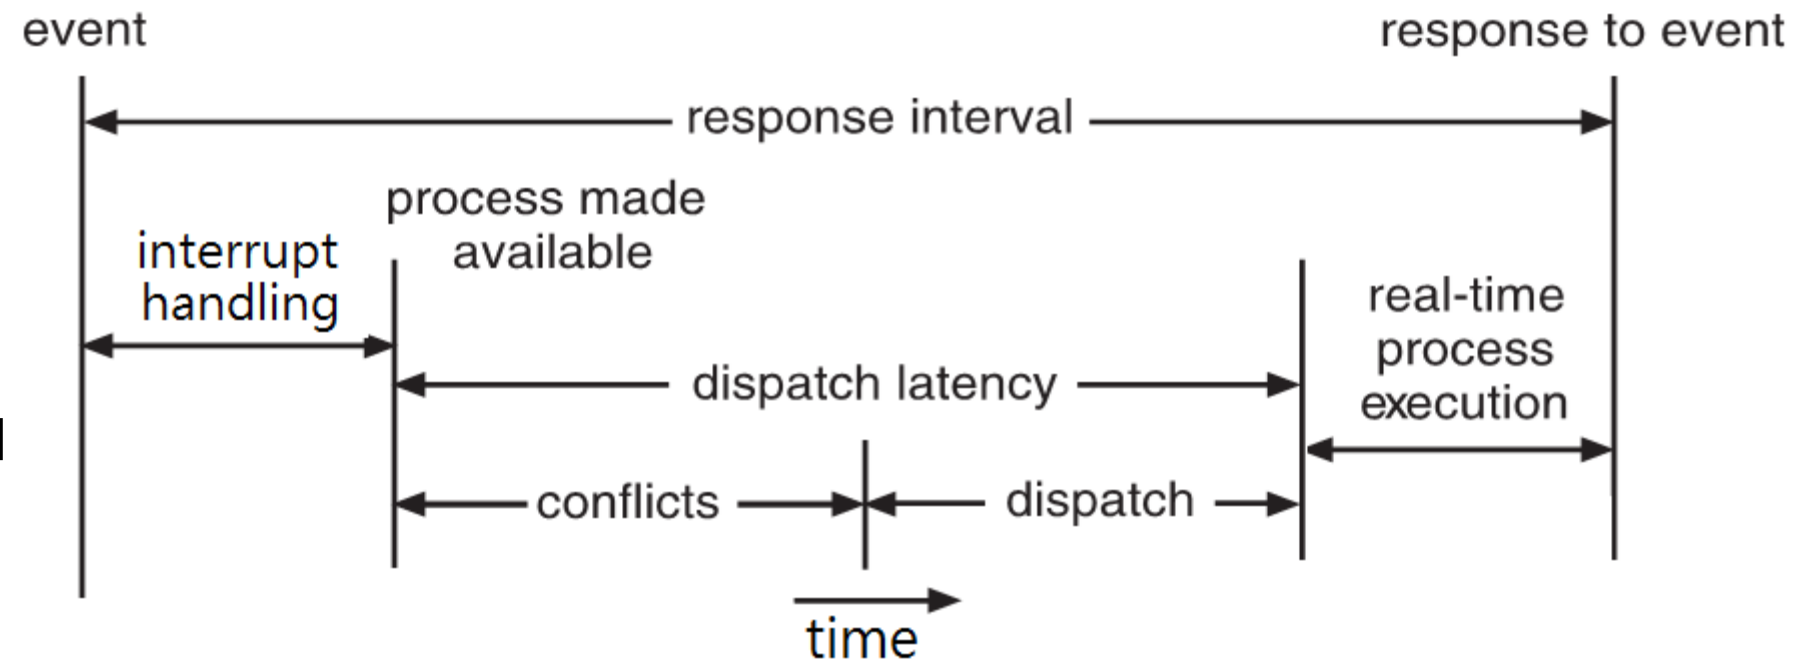 event
response to event
response interval
process made
available
interrupt
handling
real-time
process
execution
dispatch latency
conflicts
dispatch
time